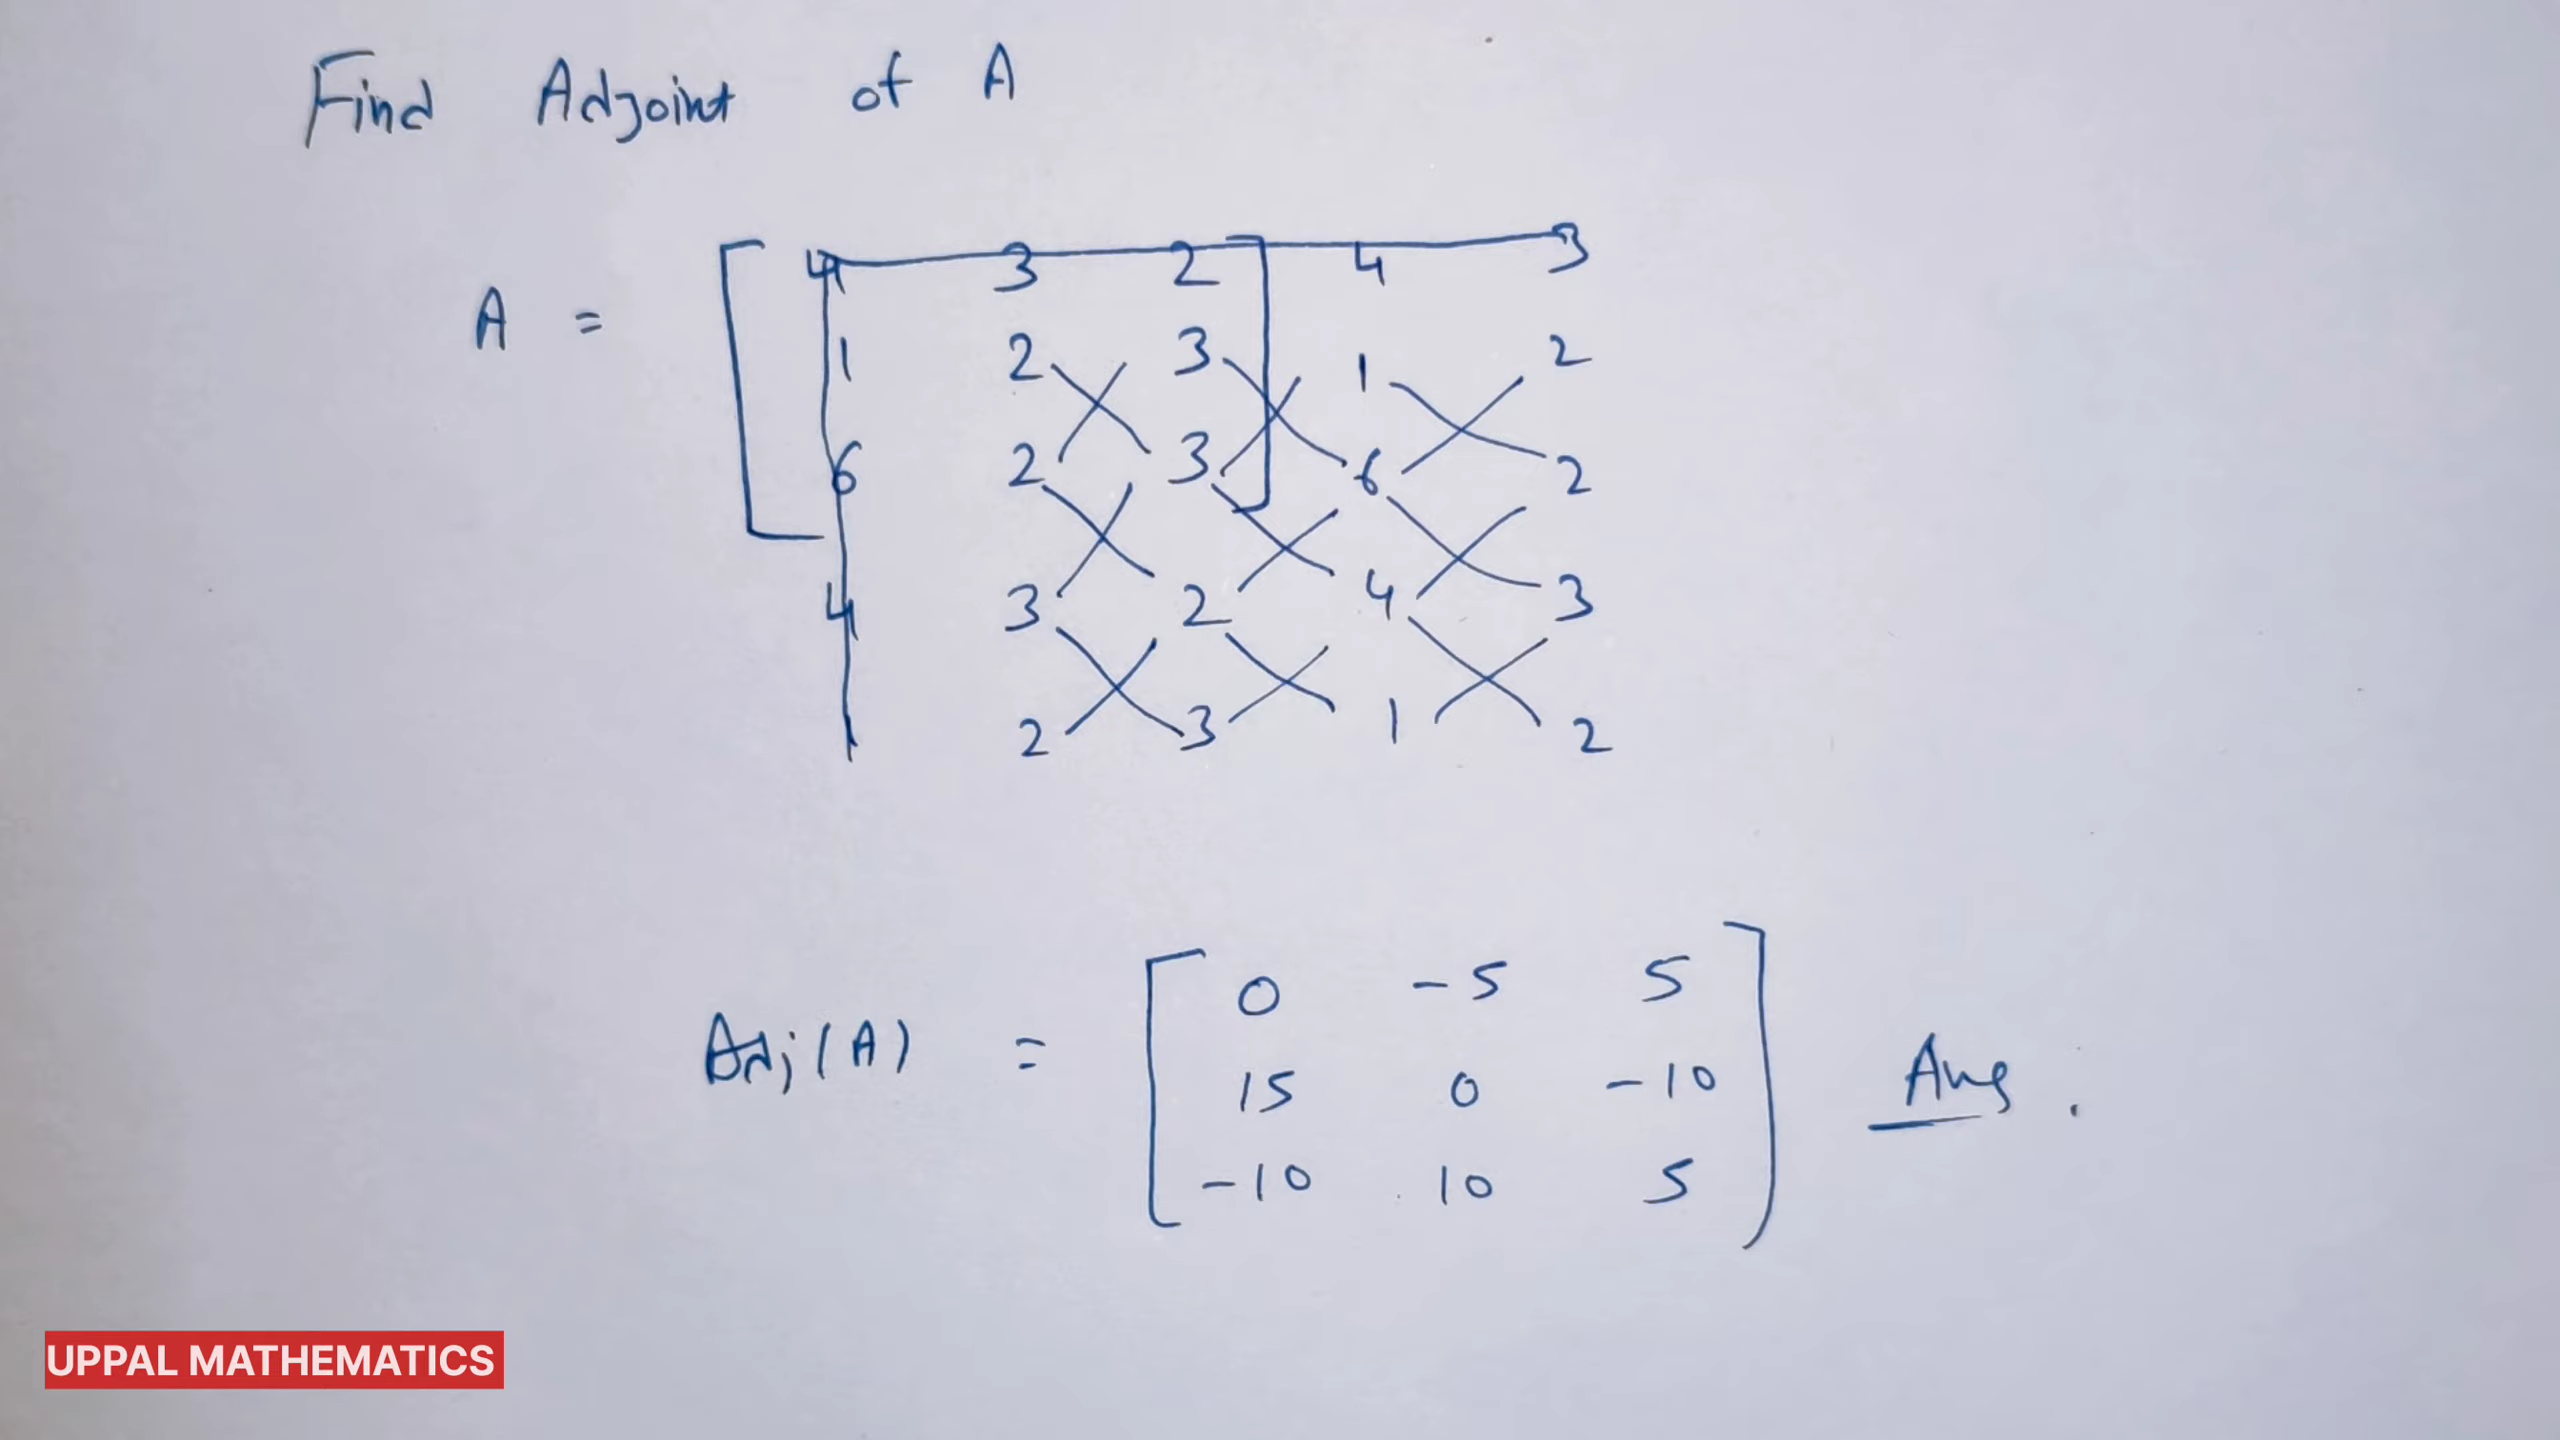 Find Adjoint of A
4 3 2 4 3
A = 1 2 3 1 2
6 2 3 6 2
4 3 2 4 3
1 2 3 1 2
0 -5 5
Adj(A) = 15 0 -10 Ans.
-10 10 5
UPPAL MATHEMATICS